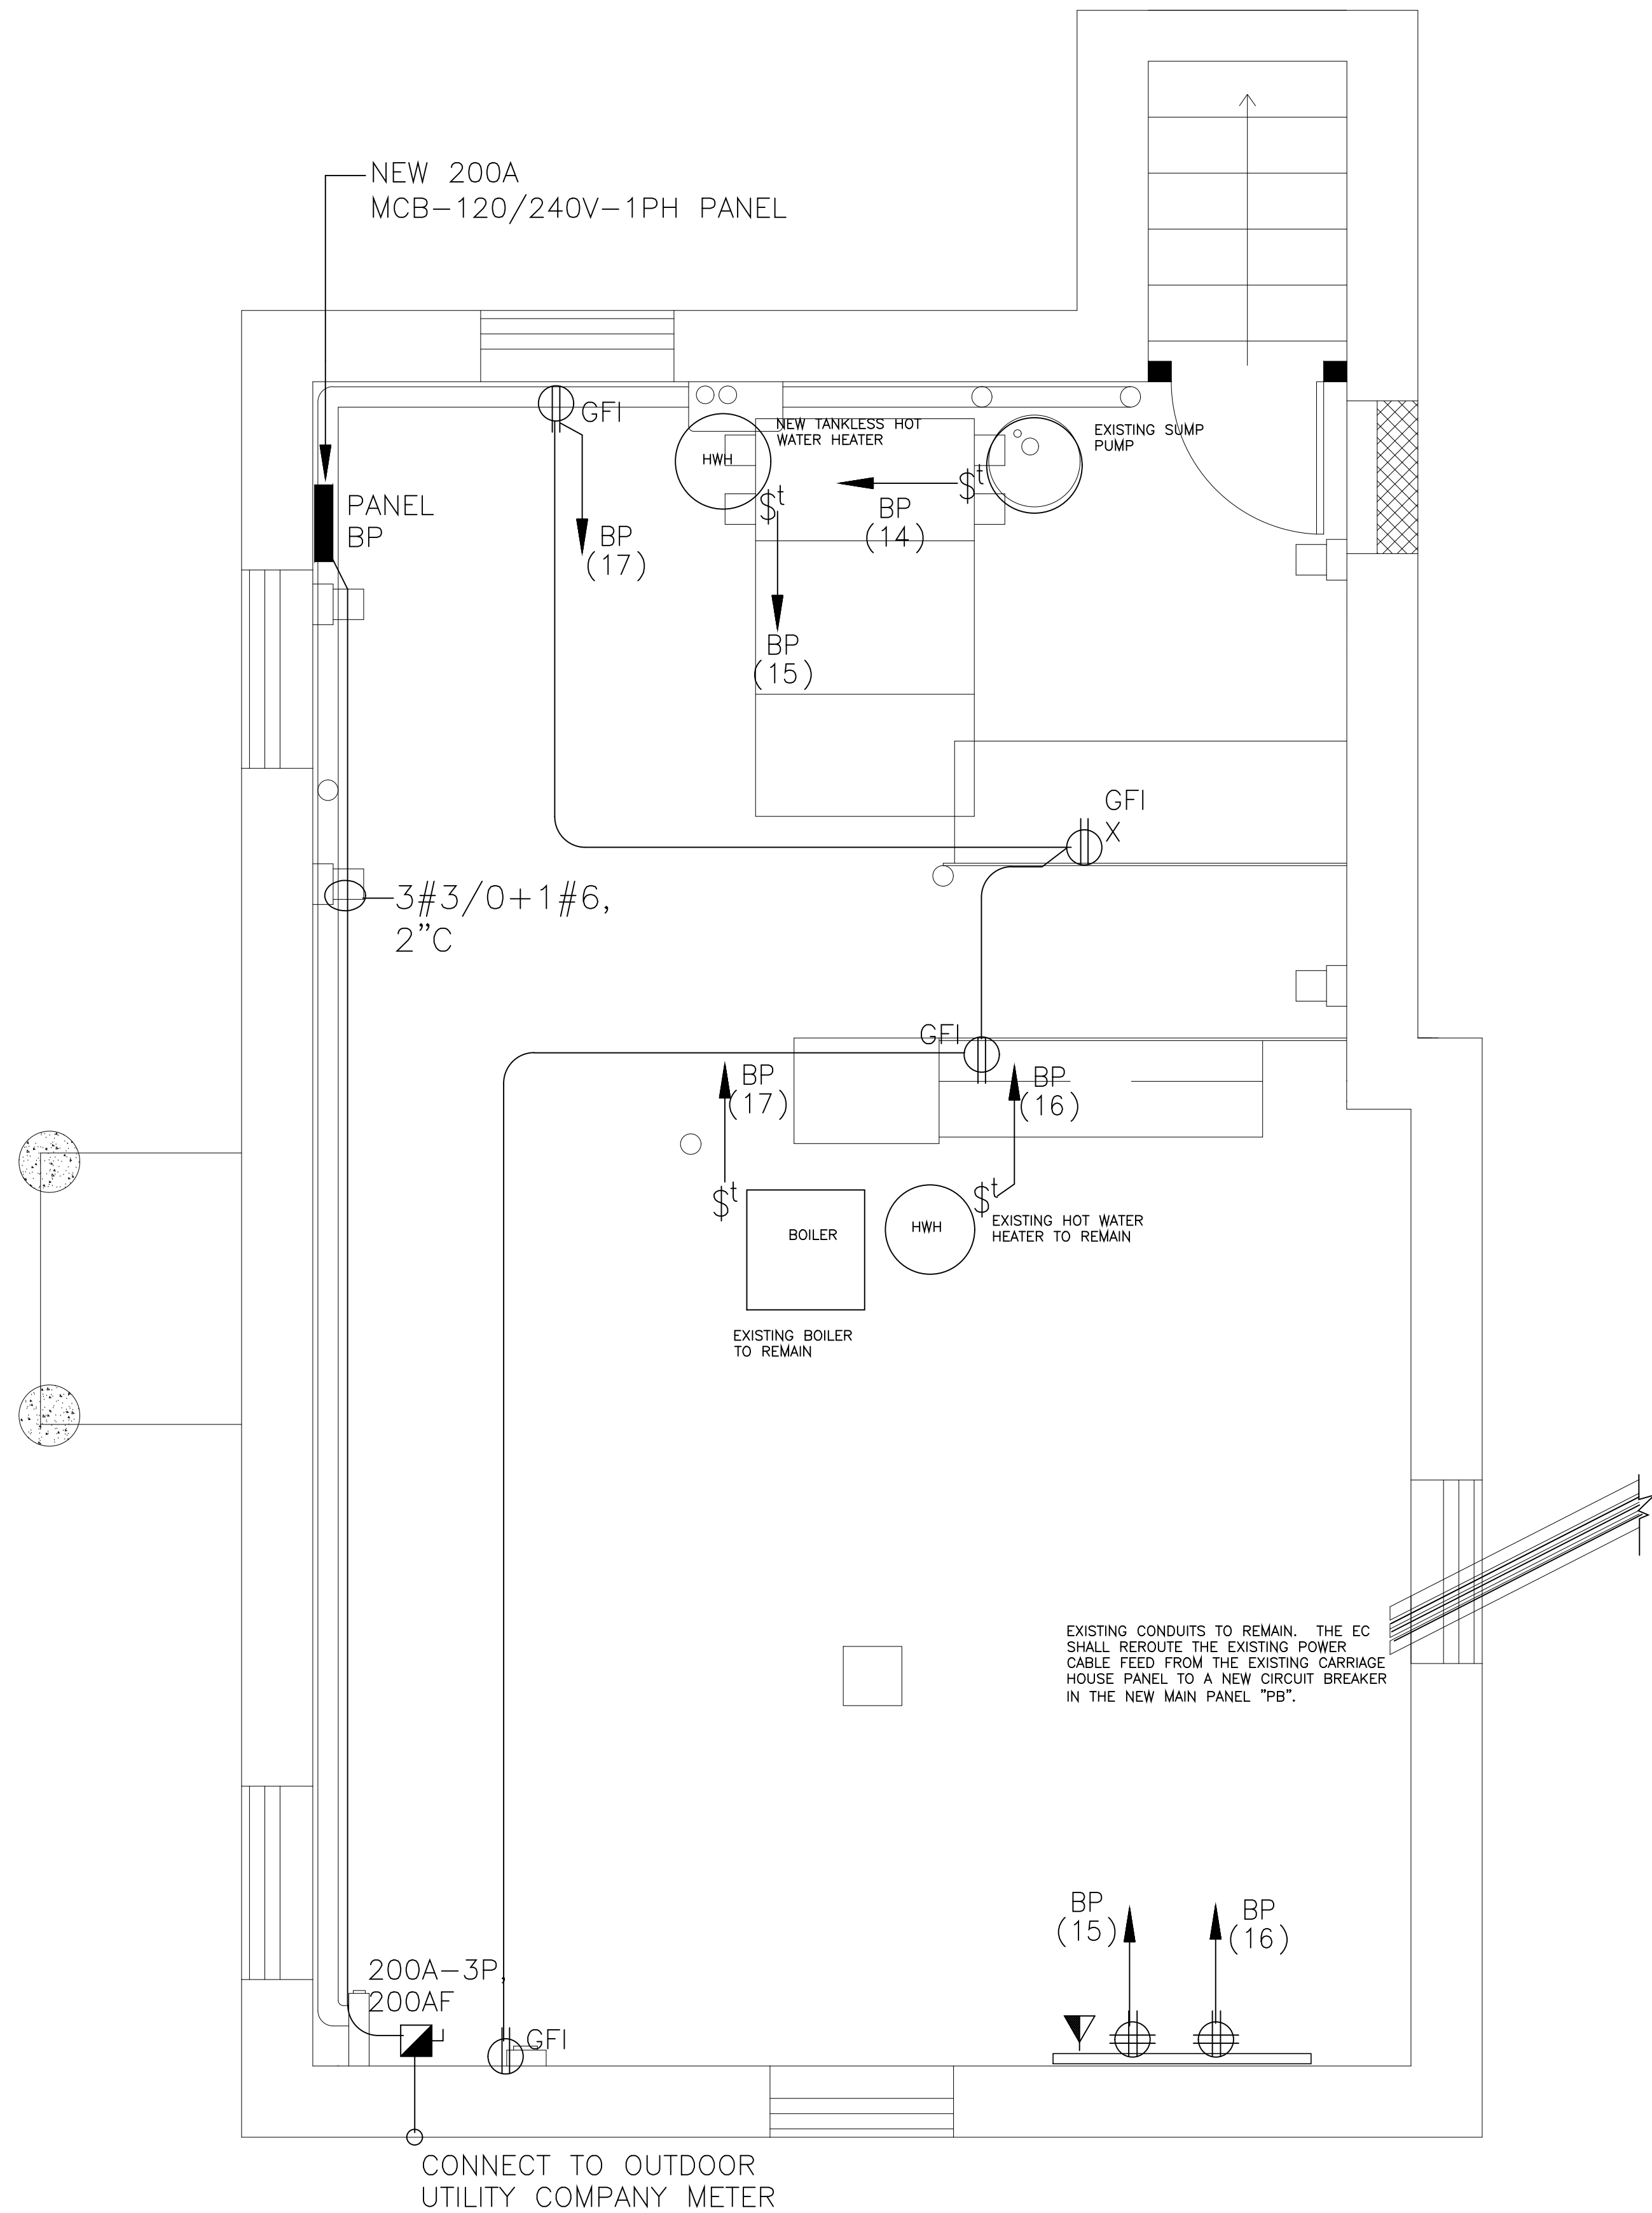 NEW 200A
MCB-120/240V-1PH PANEL
GFI
NEW TANKLESS HOT
WATER HEATER
EXISTING SUMP
PUMP
HWH
$t
$t
PANEL
BP
BP
(14)
BP
(17)
BP
(15)
GFI
X
3#3/0+1#6,
2"C
GFI
BP
(17)
BP
(16)
$t
$t
BOILER
HWH
EXISTING HOT WATER
HEATER TO REMAIN
EXISTING BOILER
TO REMAIN
EXISTING CONDUITS TO REMAIN. THE EC
SHALL REROUTE THE EXISTING POWER
CABLE FEED FROM THE EXISTING CARRIAGE
HOUSE PANEL TO A NEW CIRCUIT BREAKER
IN THE NEW MAIN PANEL "PB".
BP
(15)
BP
(16)
200A-3P,
200AF
GFI
CONNECT TO OUTDOOR
UTILITY COMPANY METER